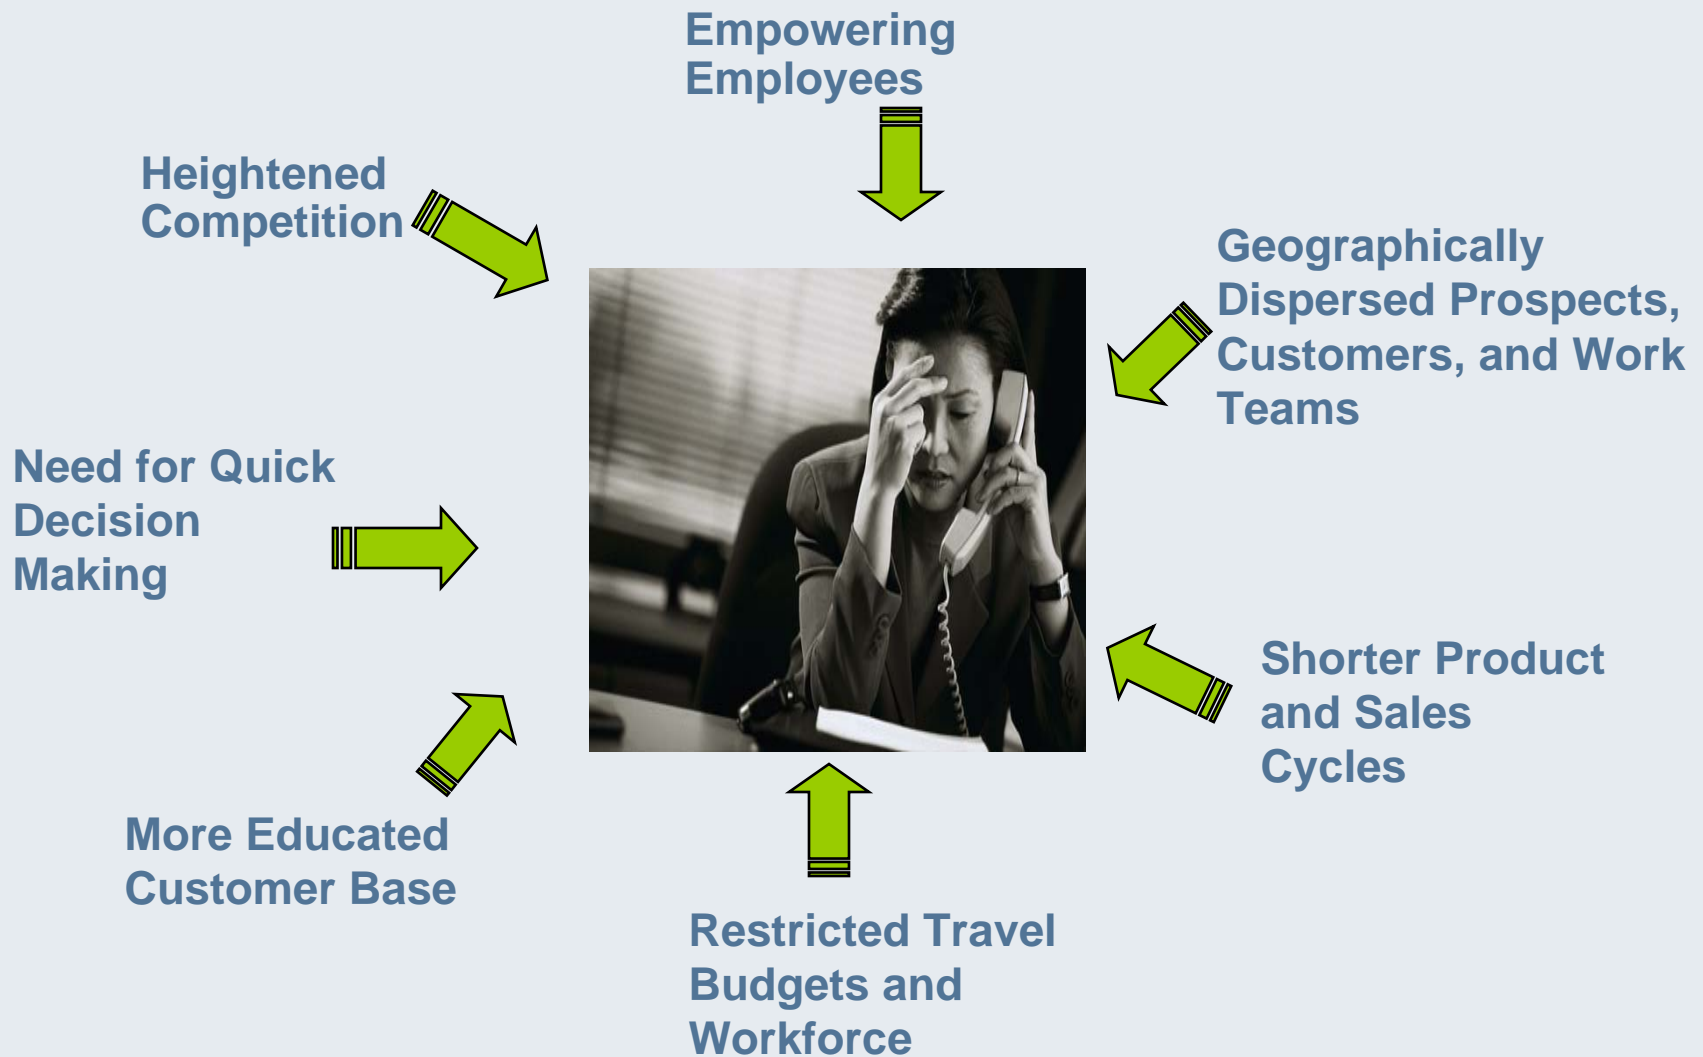 Empowering
Employees
Heightened
Competition
Geographically
Dispersed Prospects,
Customers, and Work
Teams
Need for Quick
Decision
Making
Shorter Product
and Sales
Cycles
More Educated
Customer Base
Restricted Travel
Budgets and
Workforce